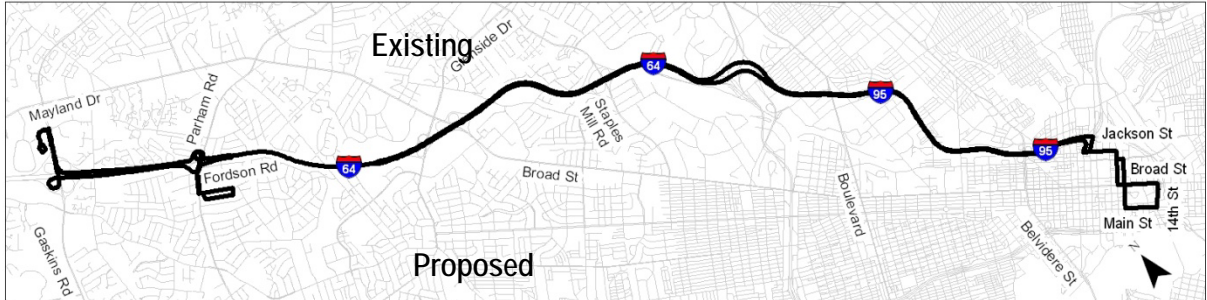 Existing
Glenside Dr
64
Mayland Dr
Parham Rd
Staples
Mill Rd
95
Jackson St
95
Fordson Rd
64
Broad St
Broad St
Boulevard
14th St
Main St
Gaskins Rd
Belvidere St
Proposed
N